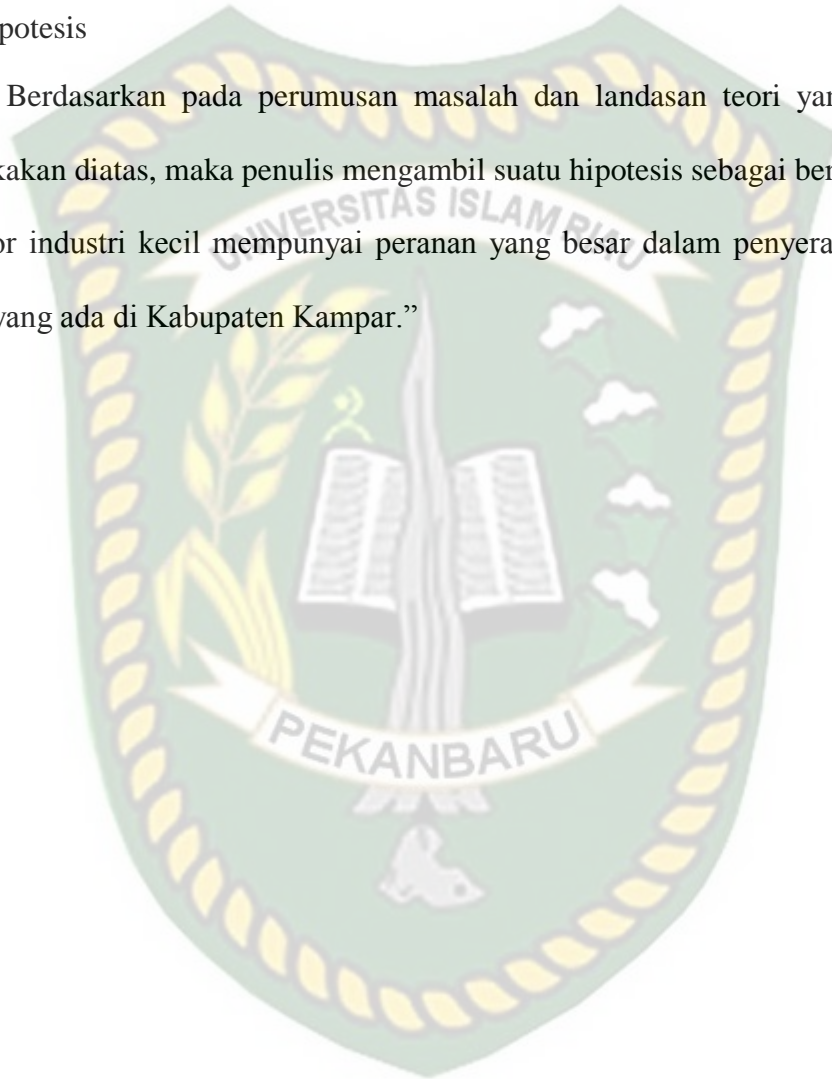 potesis
Berdasarkan pada perumusan masalah dan landasan teori yan
kakan diatas, maka penulis mengambil suatu hipotesis sebagai ber
or industri kecil mempunyai peranan yang besar dalam penyera
yang ada di Kabupaten Kampar.”
UNIVERSITAS ISLAM RIAU
PEKANBARU